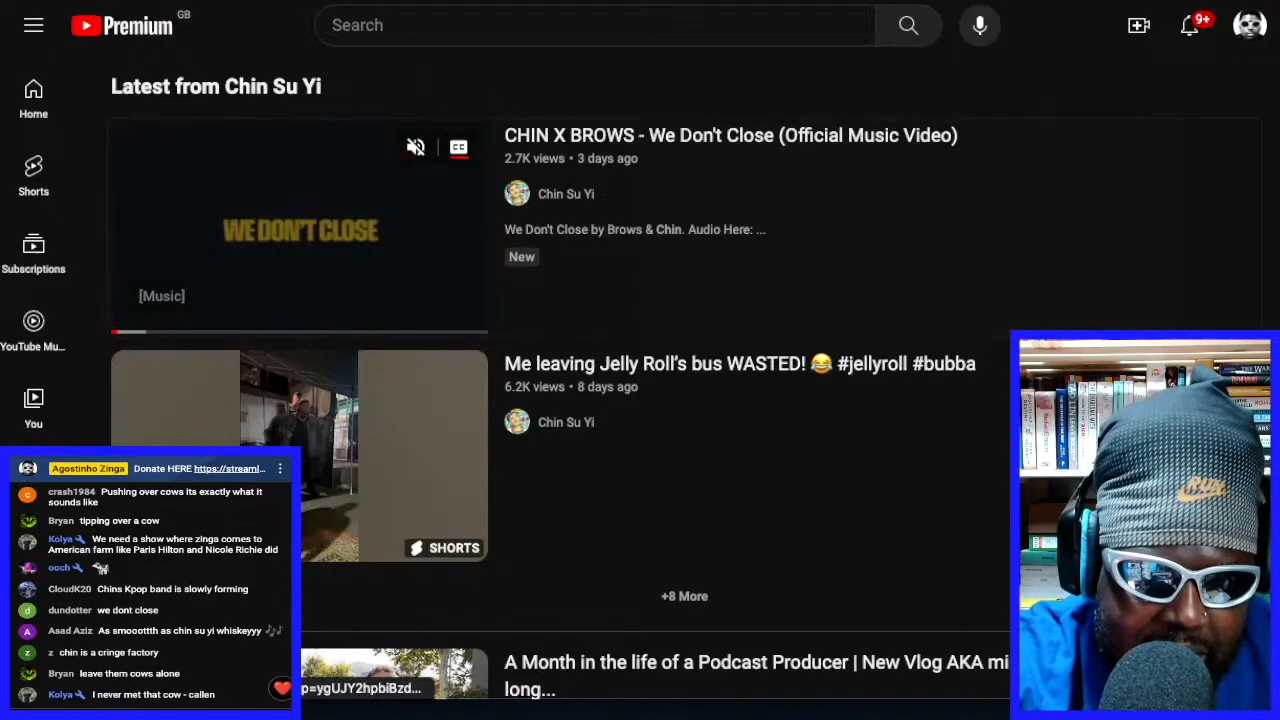 Premium GB
Search
9+
Home
Shorts
Subscriptions
YouTube Mu...
You
Latest from Chin Su Yi
CC
WE DON'T CLOSE
[Music]
CHIN X BROWS - We Don't Close (Official Music Video)
2.7K views • 3 days ago
Chin Su Yi
We Don't Close by Brows & Chin. Audio Here: ...
New
Me leaving Jelly Roll's bus WASTED! 😂 #jellyroll #bubba
6.2K views • 8 days ago
Chin Su Yi
SHORTS
+8 More
A Month in the life of a Podcast Producer | New Vlog AKA mi
long...
p=ygUJY2hpbiBzd...
Agostinho Zinga Donate HERE https://streaml...
crash1984 Pushing over cows its exactly what it
sounds like
Bryan tipping over a cow
Kolya We need a show where zinga comes to
American farm like Paris Hilton and Nicole Richie did
ooch
CloudK20 Chins Kpop band is slowly forming
dundotter we dont close
Asad Aziz As smooottth as chin su yi whiskeyyy 🎶
z chin is a cringe factory
Bryan leave them cows alone
Kolya I never met that cow - callen
RUN